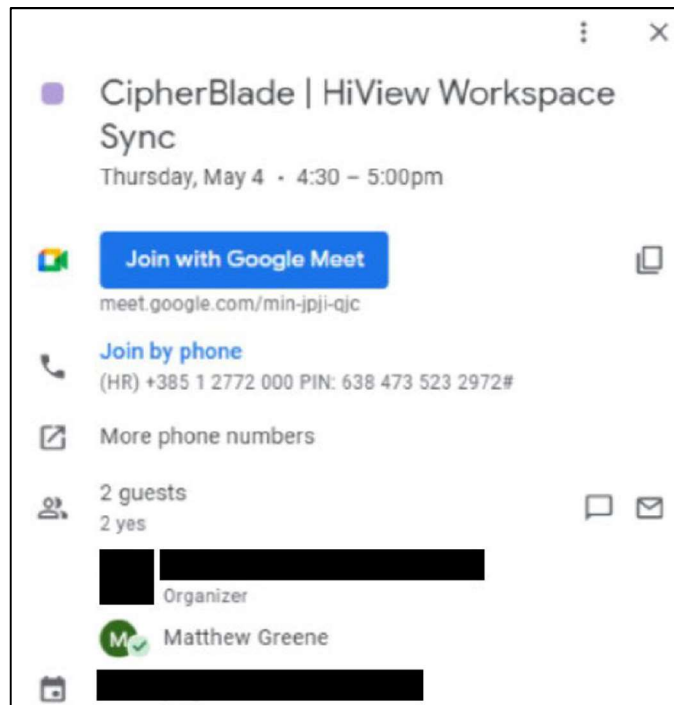 CipherBlade | HiView Workspace
Sync
Thursday, May 4 • 4:30 – 5:00pm
Join with Google Meet
meet.google.com/min-jpji-qjc
Join by phone
(HR) +385 1 2772 000 PIN: 638 473 523 2972#
More phone numbers
2 guests
2 yes
Organizer
M
Matthew Greene